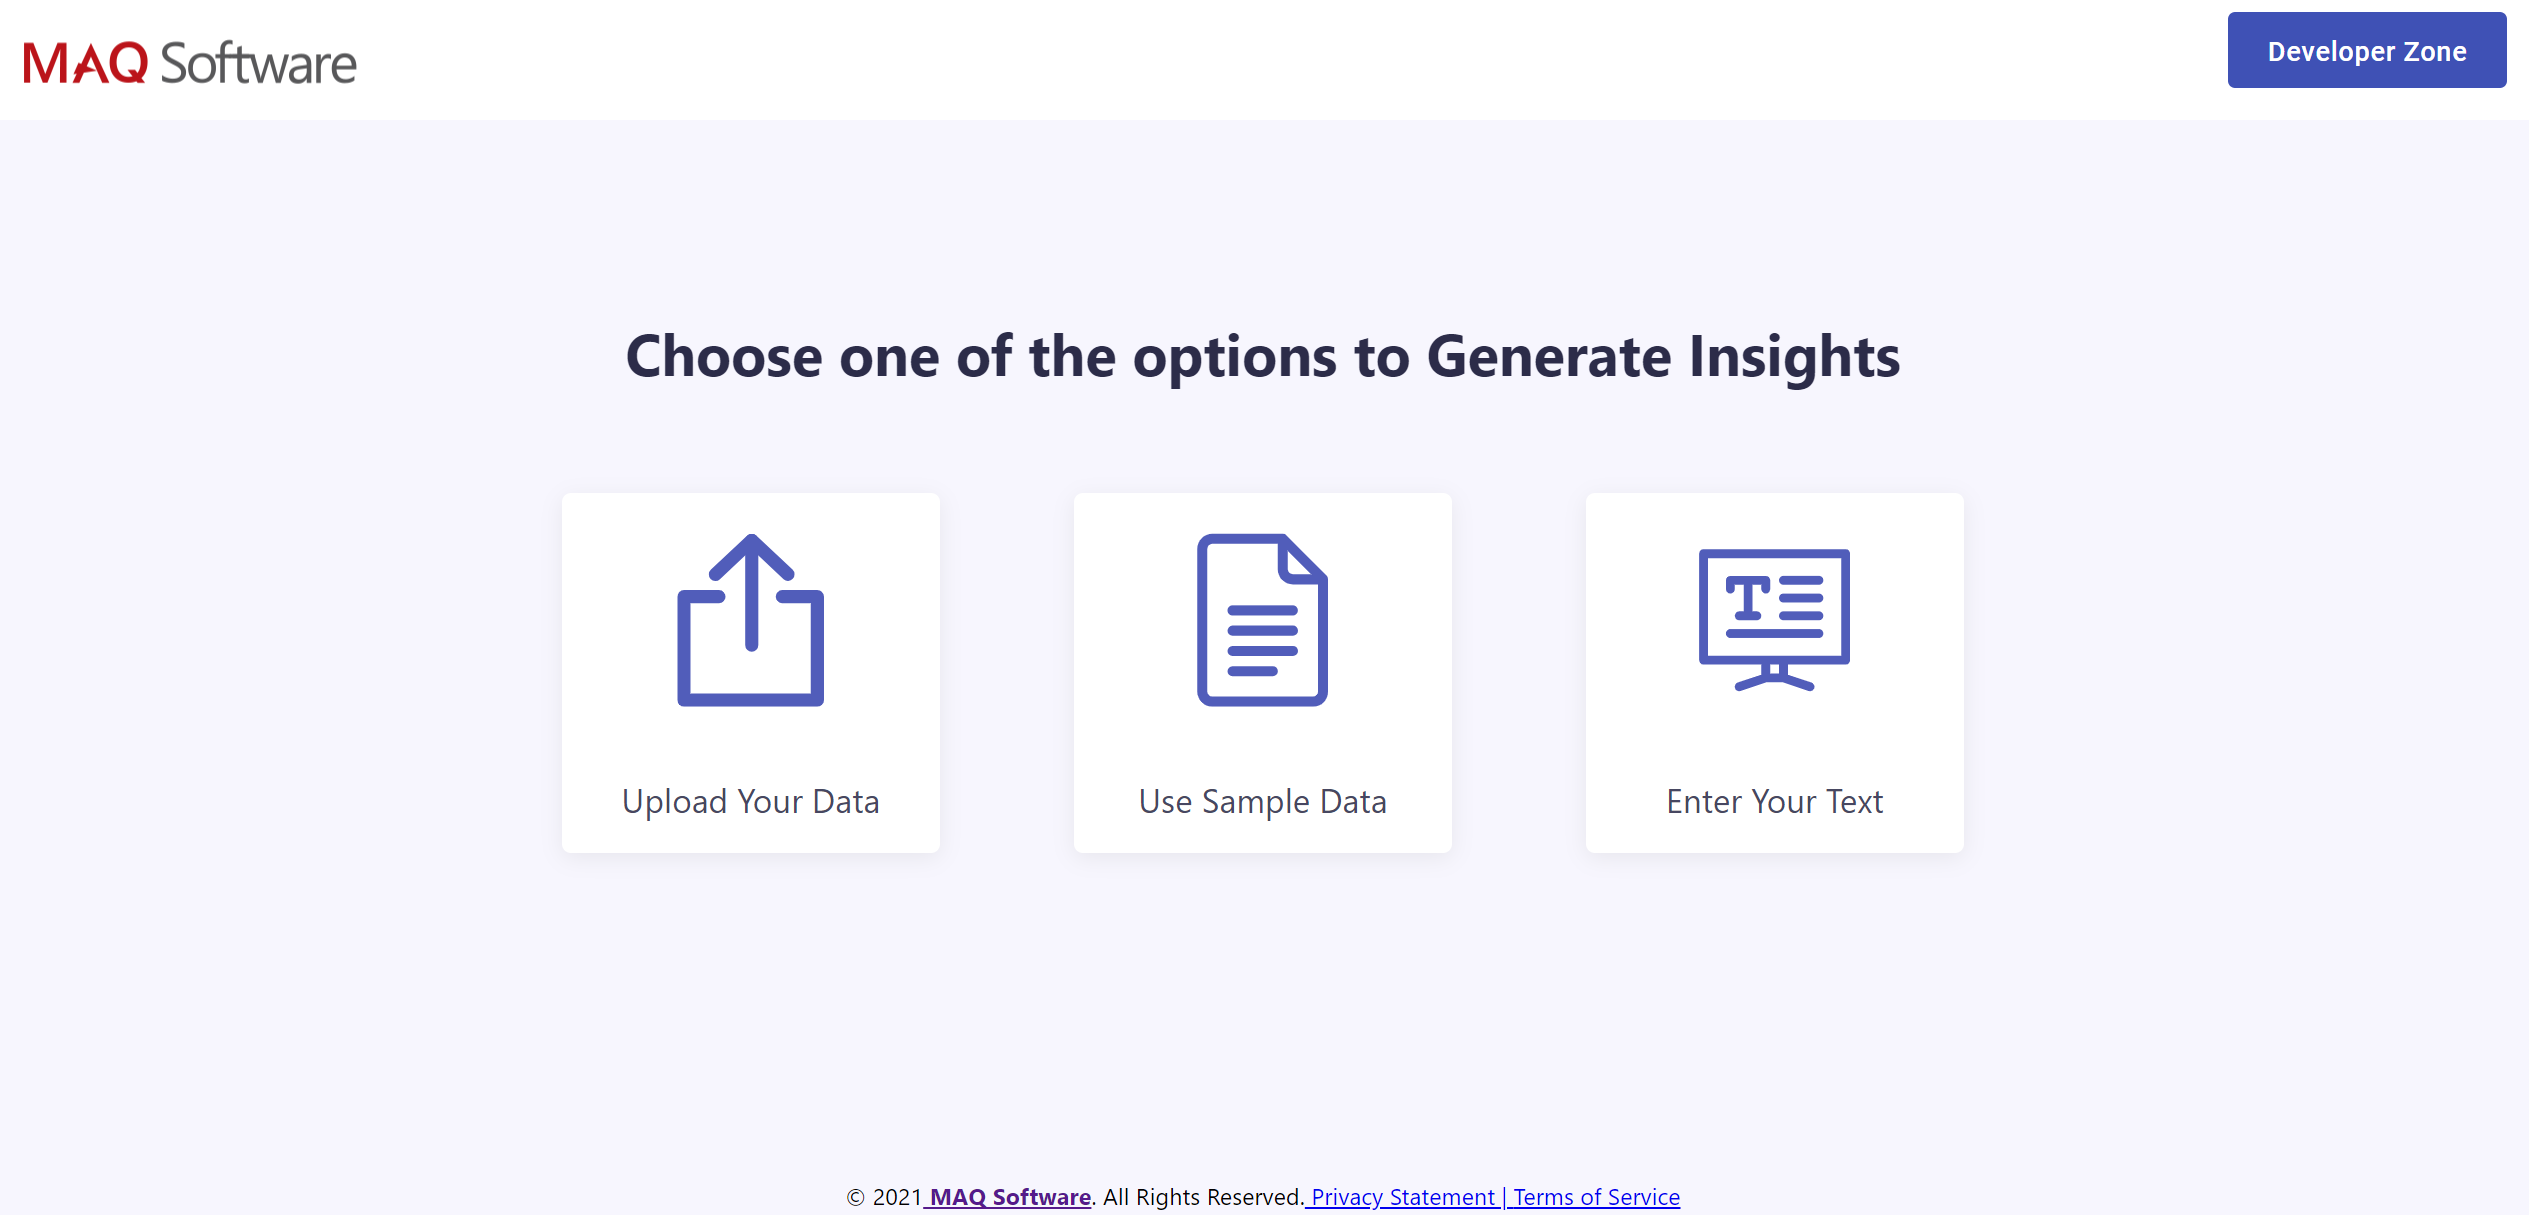 MAQ Software
Developer Zone
Choose one of the options to Generate Insights
Upload Your Data
Use Sample Data
Enter Your Text
© 2021 MAQ Software. All Rights Reserved. Privacy Statement | Terms of Service